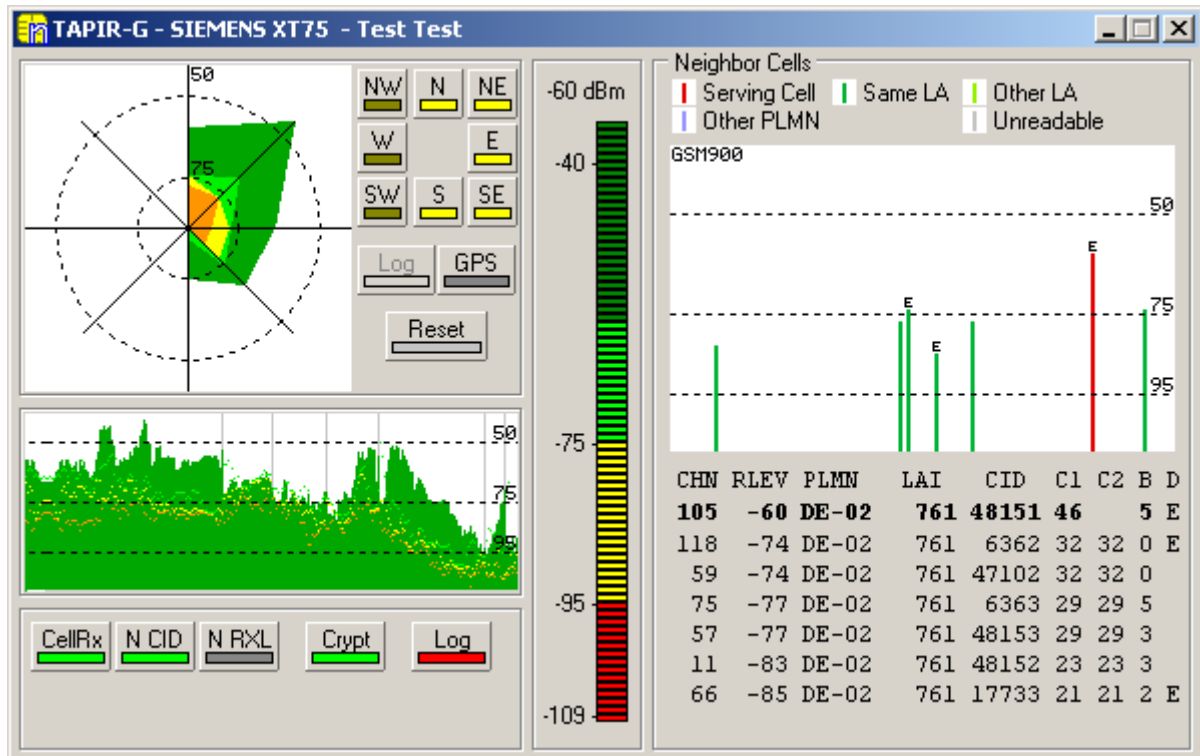 TAPIR-G - SIEMENS XT75 - Test Test
50
75
NW N NE
W E
SW S SE
Log GPS
Reset
50
75
95
CellRx N CID N RXL Crypt Log
-60 dBm
-40
-75
-95
-109
Neighbor Cells
Serving Cell Same LA Other LA
Other PLMN Unreadable
GSM900
50
E
75
E
E
95
CHN RLEV PLMN LAI CID C1 C2 B D
105 -60 DE-02 761 48151 46 5 E
118 -74 DE-02 761 6362 32 32 0 E
59 -74 DE-02 761 47102 32 32 0
75 -77 DE-02 761 6363 29 29 5
57 -77 DE-02 761 48153 29 29 3
11 -83 DE-02 761 48152 23 23 3
66 -85 DE-02 761 17733 21 21 2 E